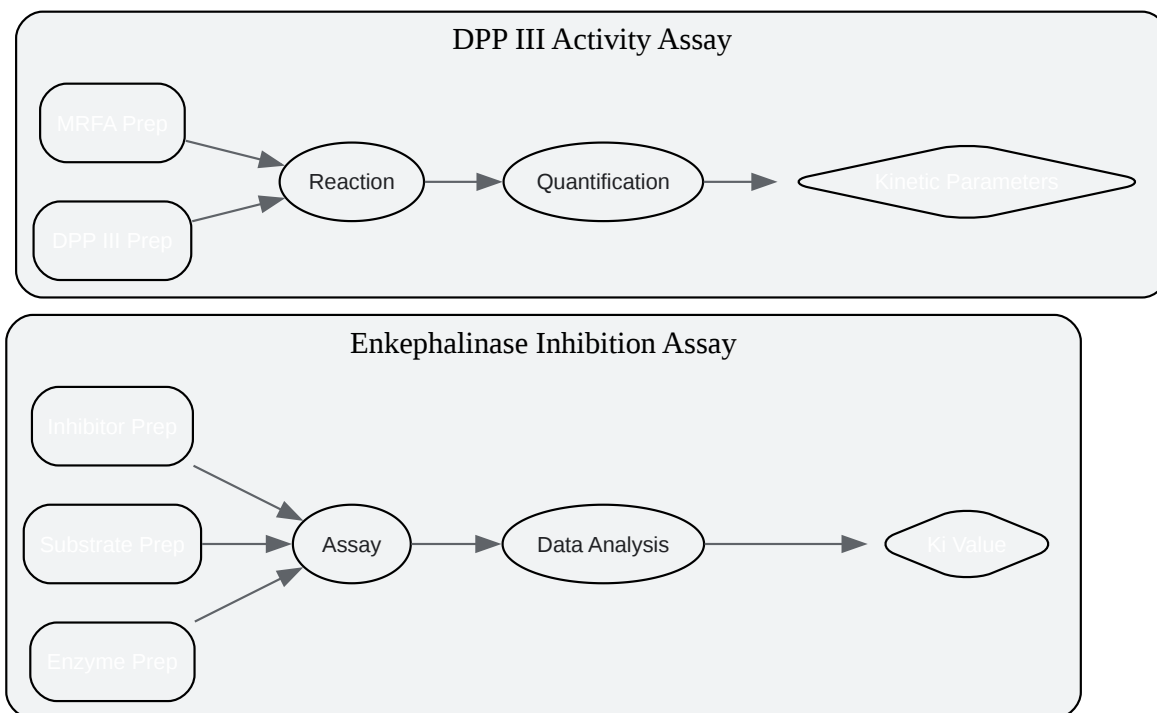 DPP III Activity Assay
MRFA Prep
DPP III Prep
Reaction
Quantification
Kinetic Parameters
Enkephalinase Inhibition Assay
Inhibitor Prep
Substrate Prep
Enzyme Prep
Assay
Data Analysis
Ki Value